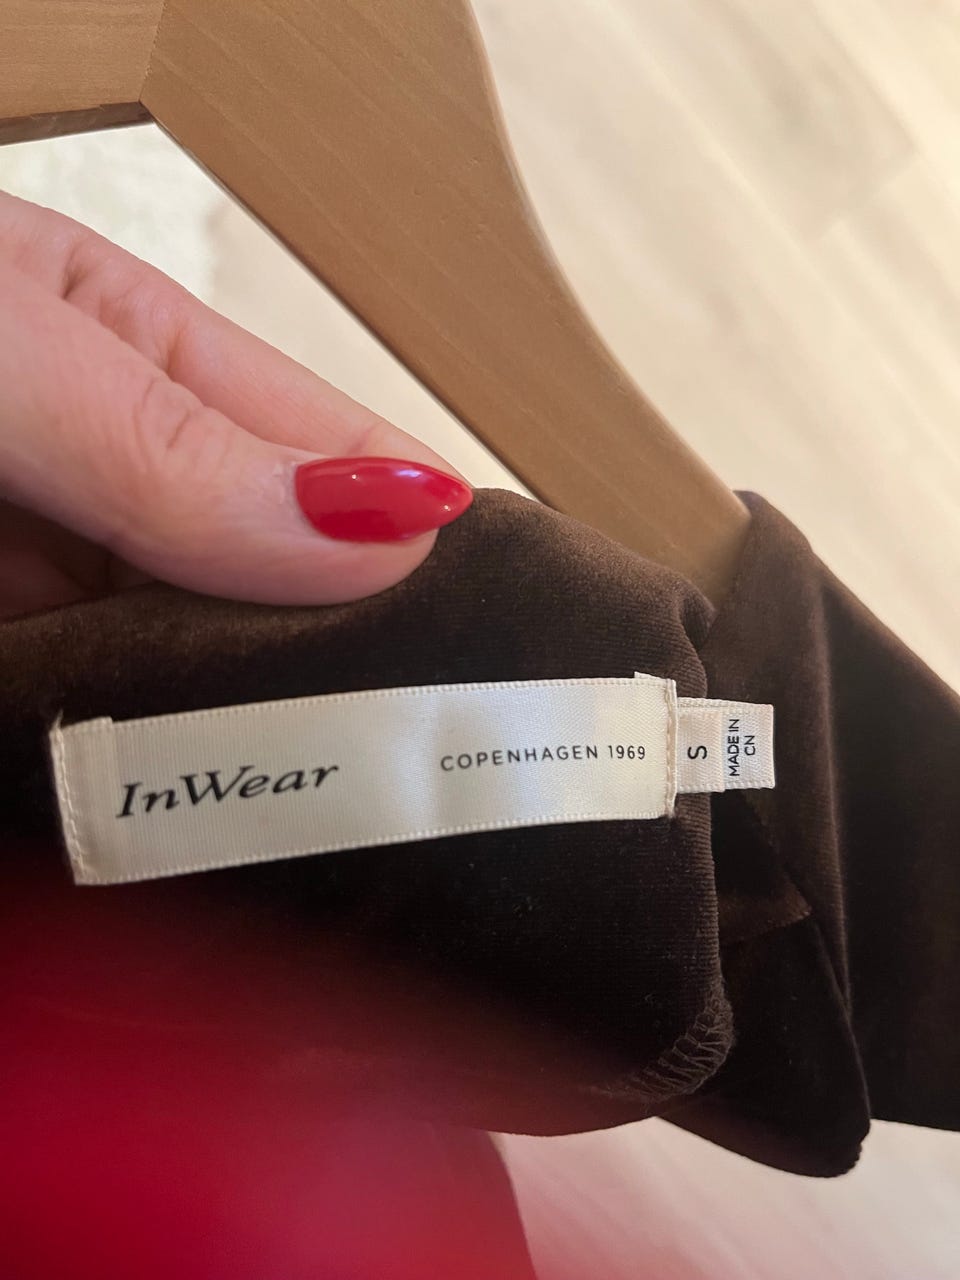 InWear
COPENHAGEN 1969
S
MADE IN
CN